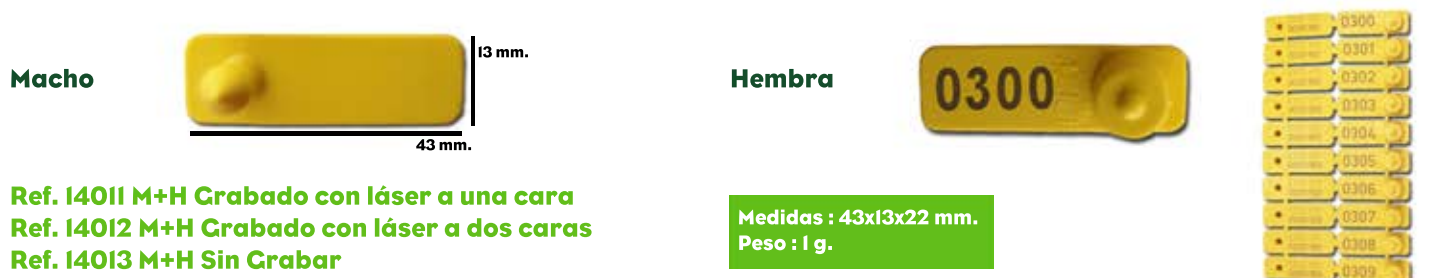 Macho
13 mm.
43 mm.
Hembra
0300
Ref. 14011 M+H Grabado con láser a una cara
Ref. 14012 M+H Grabado con láser a dos caras
Ref. 14013 M+H Sin Grabar
Medidas : 43x13x22 mm.
Peso : 1 g.
0300
0301
0302
0303
0304
0305
0306
0307
0308
0309